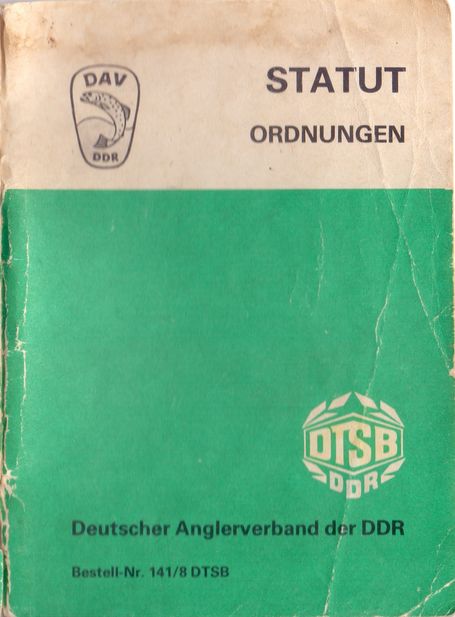 DAV
DDR
STATUT
ORDNUNGEN
DTSB
DDR
Deutscher Anglerverband der DDR
Bestell-Nr. 141/8 DTSB